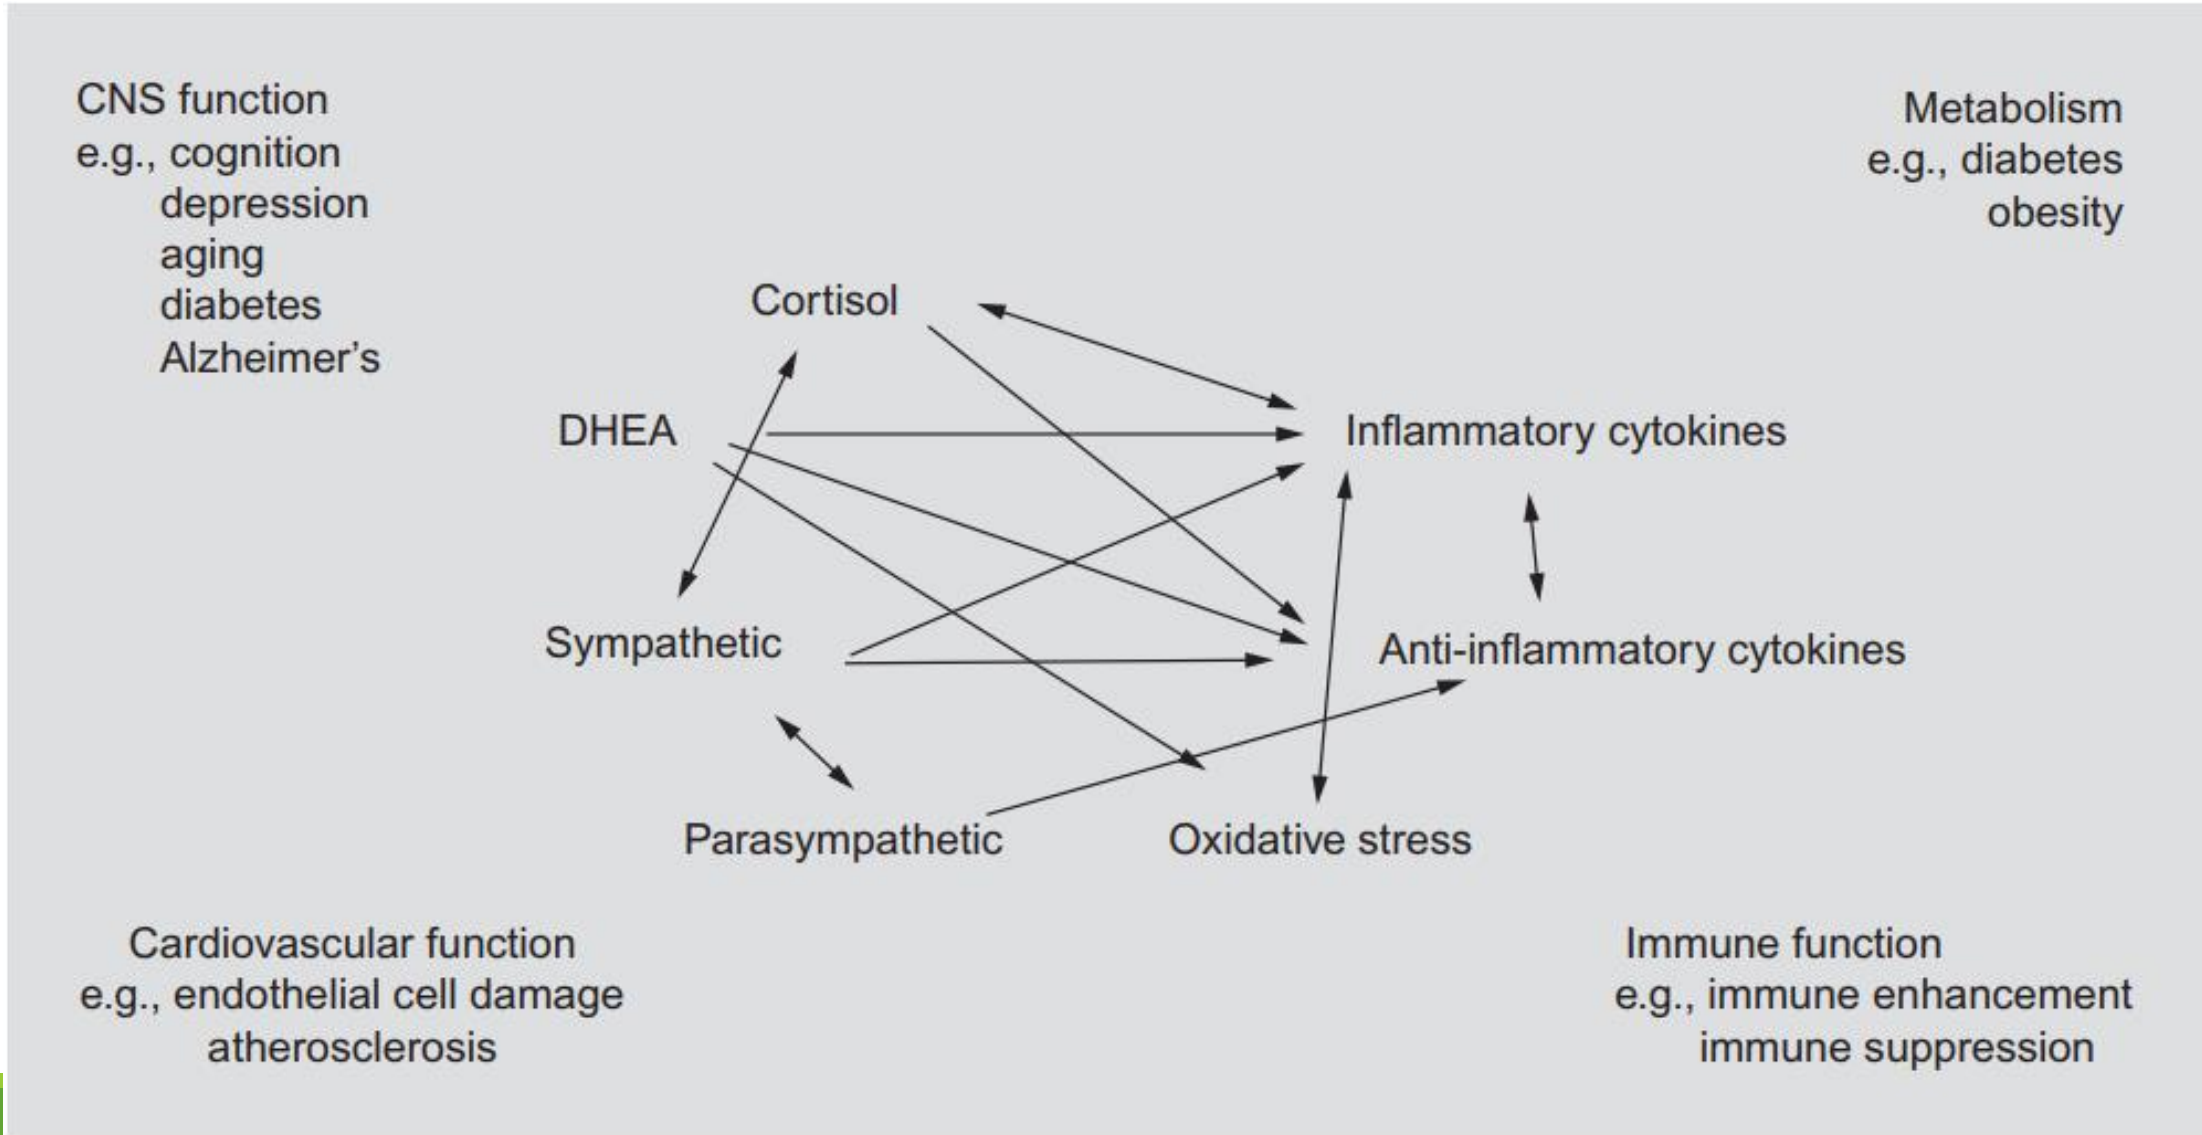 CNS function
e.g., cognition
depression
aging
diabetes
Alzheimer’s
Metabolism
e.g., diabetes
obesity
Cortisol
DHEA
Inflammatory cytokines
Sympathetic
Anti-inflammatory cytokines
Parasympathetic
Oxidative stress
Cardiovascular function
e.g., endothelial cell damage
atherosclerosis
Immune function
e.g., immune enhancement
immune suppression